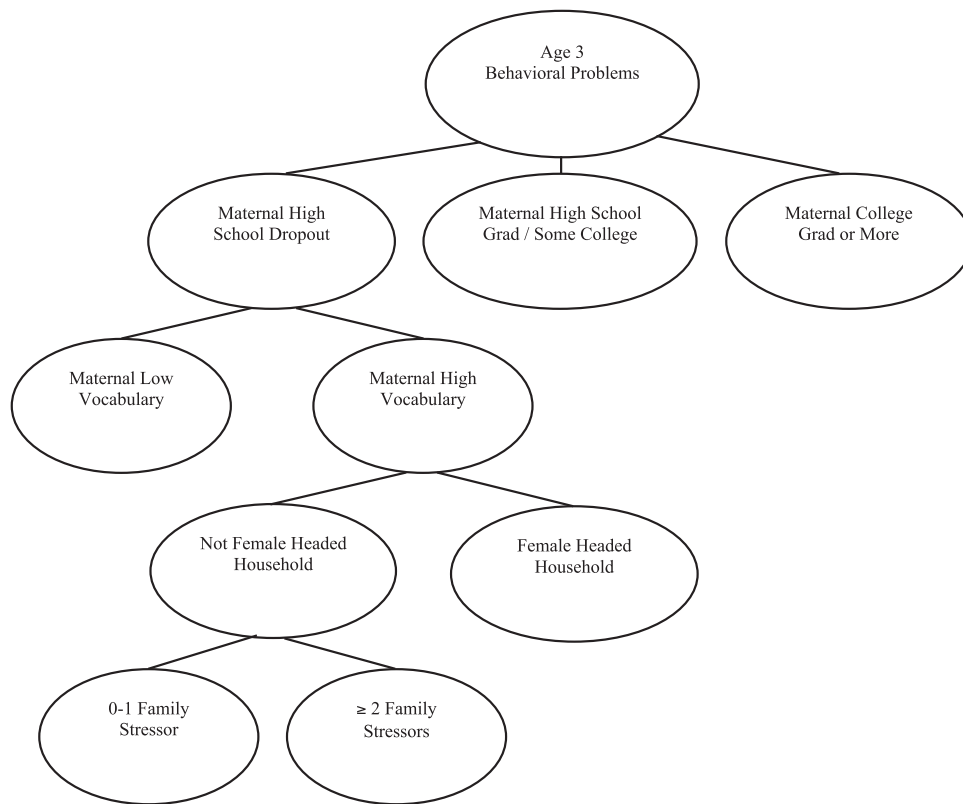 Age 3
Behavioral Problems
Maternal High
School Dropout
Maternal High School
Grad / Some College
Maternal College
Grad or More
Maternal Low
Vocabulary
Maternal High
Vocabulary
Not Female Headed
Household
Female Headed
Household
0-1 Family
Stressor
≥ 2 Family
Stressors